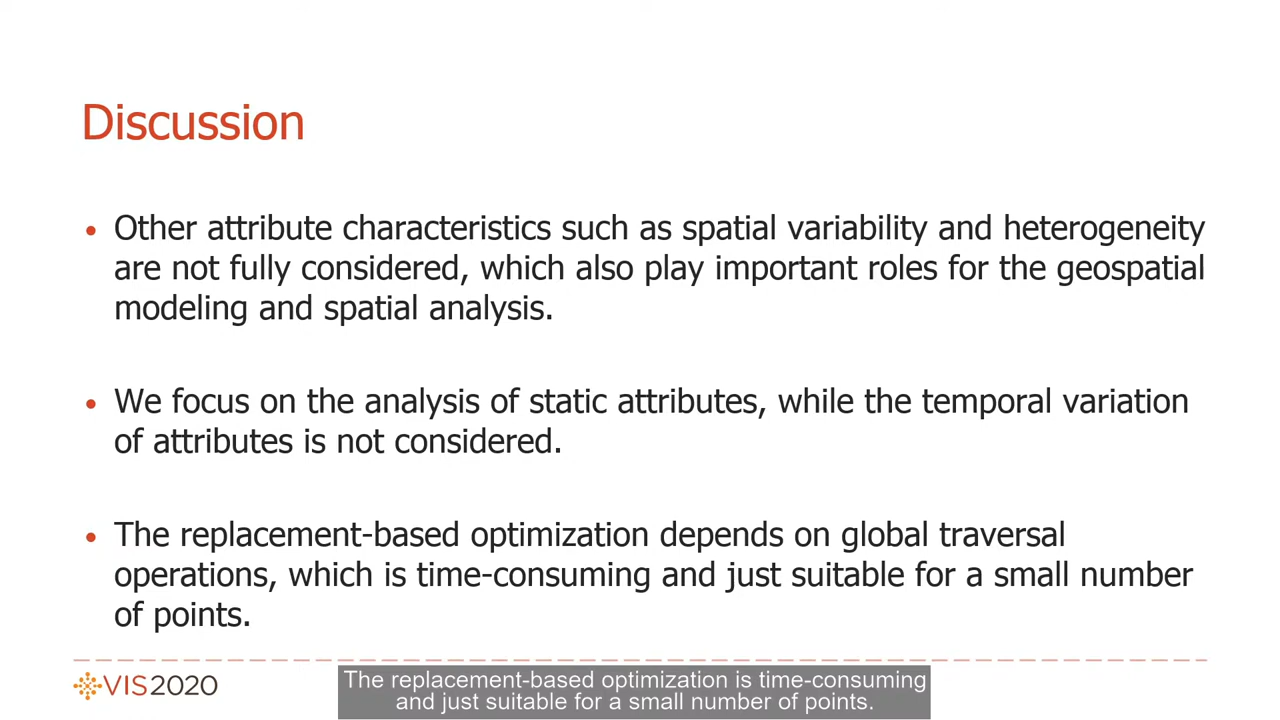 Discussion
• Other attribute characteristics such as spatial variability and heterogeneity
are not fully considered, which also play important roles for the geospatial
modeling and spatial analysis.
• We focus on the analysis of static attributes, while the temporal variation
of attributes is not considered.
• The replacement-based optimization depends on global traversal
operations, which is time-consuming and just suitable for a small number
of points.
VIS2020
The replacement-based optimization is time-consuming
and just suitable for a small number of points.